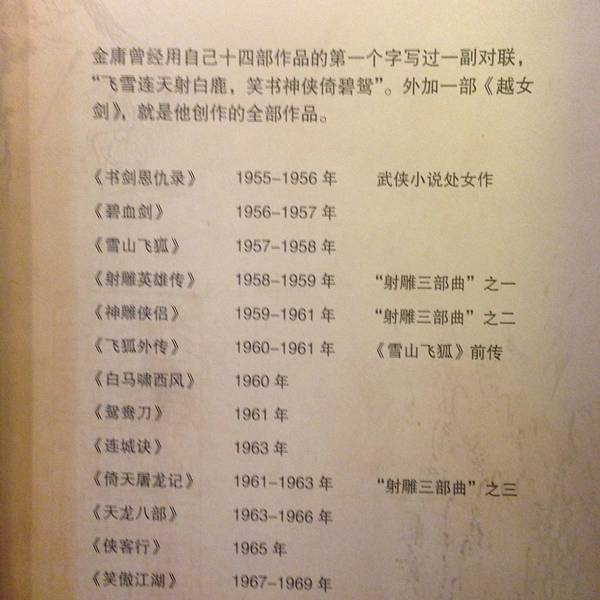 金庸曾经用自己十四部作品的第一个字写过一副对联，
“飞雪连天射白鹿，笑书神侠倚碧鸳”。外加一部《越女
剑》，就是他创作的全部作品。
《书剑恩仇录》 1955-1956 年 武侠小说处女作
《碧血剑》 1956-1957 年
《雪山飞狐》 1957-1958 年
《射雕英雄传》 1958-1959 年 “射雕三部曲”之一
《神雕侠侣》 1959-1961 年 “射雕三部曲”之二
《飞狐外传》 1960-1961 年 《雪山飞狐》前传
《白马啸西风》 1960 年
《鸳鸯刀》 1961 年
《连城诀》 1963 年
《倚天屠龙记》 1961-1963 年 “射雕三部曲”之三
《天龙八部》 1963-1966 年
《侠客行》 1965 年
《笑傲江湖》 1967-1969 年